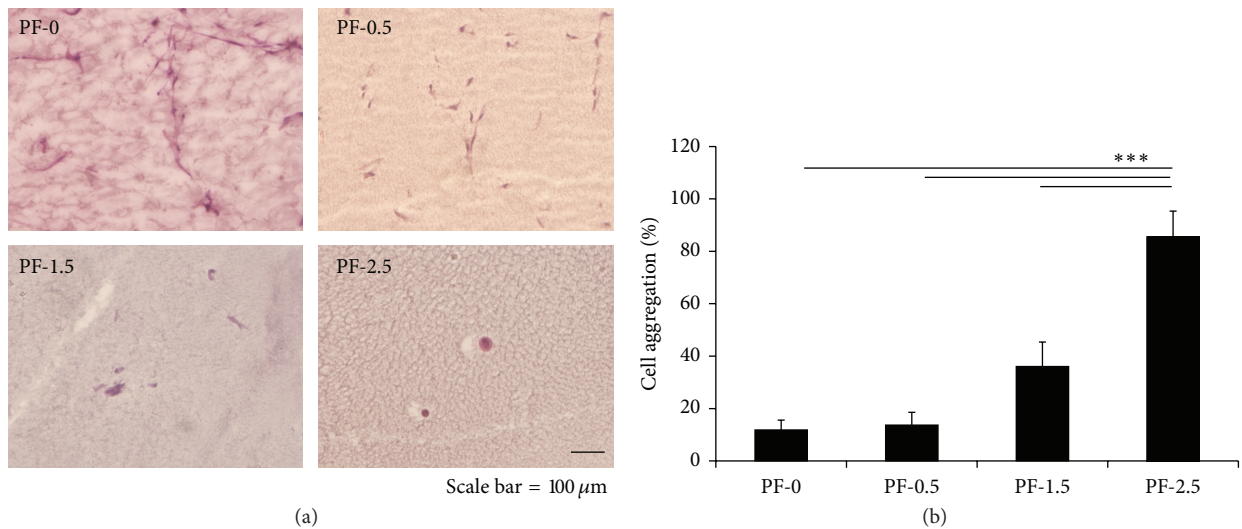 PF-0
PF-0.5
PF-1.5
PF-2.5
Scale bar = 100 μm
(a)
Cell aggregation (%)
120
100
80
60
40
20
0
***
PF-0
PF-0.5
PF-1.5
PF-2.5
(b)